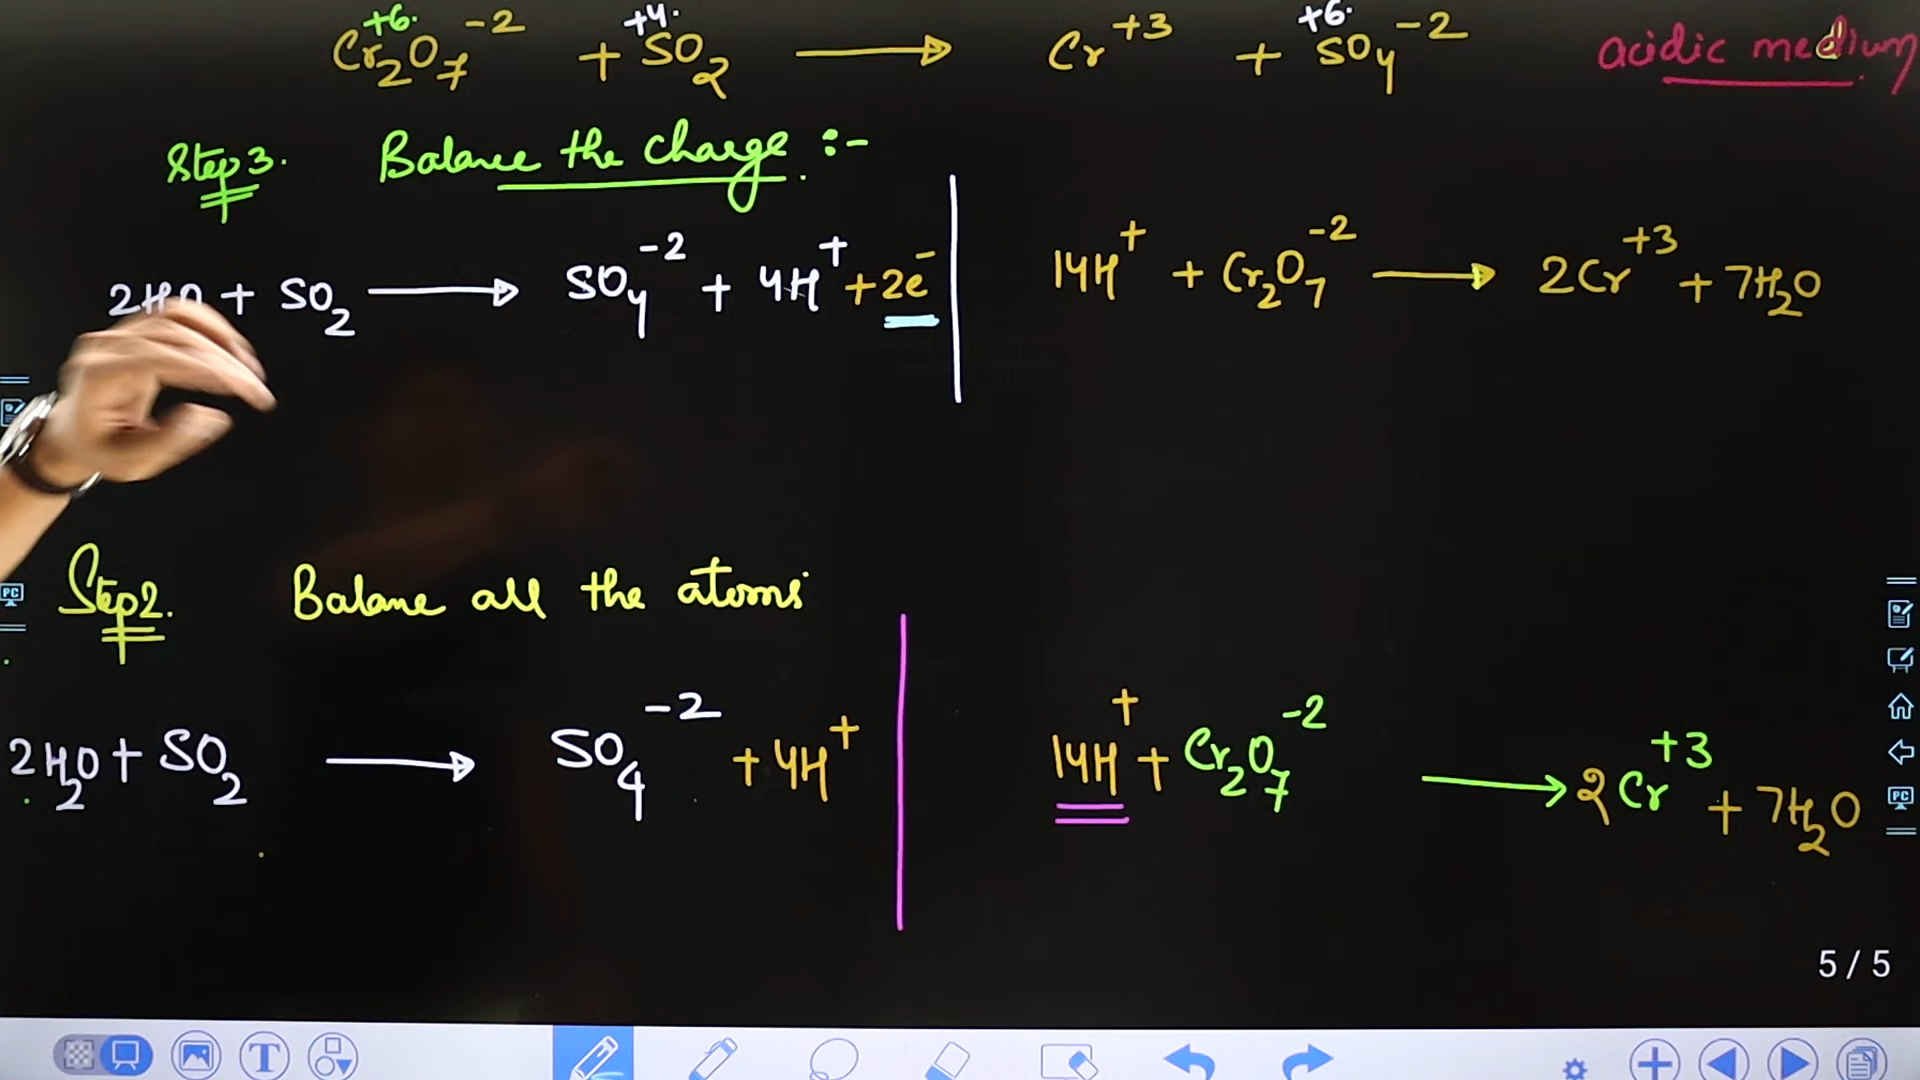 +6. +4. +6.
Cr2O7^-2 + SO2 ⟶ Cr^+3 + SO4^-2 acidic medium
Step 3. Balance the charge :-
2H2O + SO2 ⟶ SO4^-2 + 4H^+ + 2e^- 14H^+ + Cr2O7^-2 ⟶ 2Cr^+3 + 7H2O
Step 2. Balance all the atoms
2H2O + SO2 ⟶ SO4^-2 + 4H^+ 14H^+ + Cr2O7^-2 ⟶ 2Cr^+3 + 7H2O
PC
PC
5 / 5
T